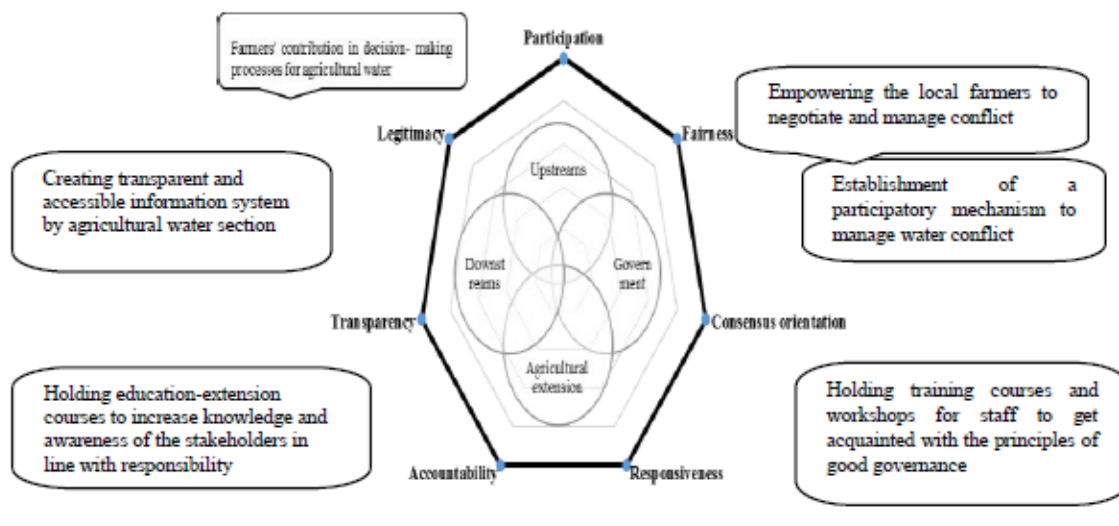 Participation
Farmers' contribution in decision- making
processes for agricultural water
Empowering the local farmers to
negotiate and manage conflict
Legitimacy
Fairness
Upstreams
Creating transparent and
accessible information system
by agricultural water section
Establishment of a
participatory mechanism to
manage water conflict
Downst
reams
Govern
ment
Transparency
Consensus orientation
Agricultural
extension
Holding education-extension
courses to increase knowledge and
awareness of the stakeholders in
line with responsibility
Holding training courses and
workshops for staff to get
acquainted with the principles of
good governance
Accountability
Responsiveness